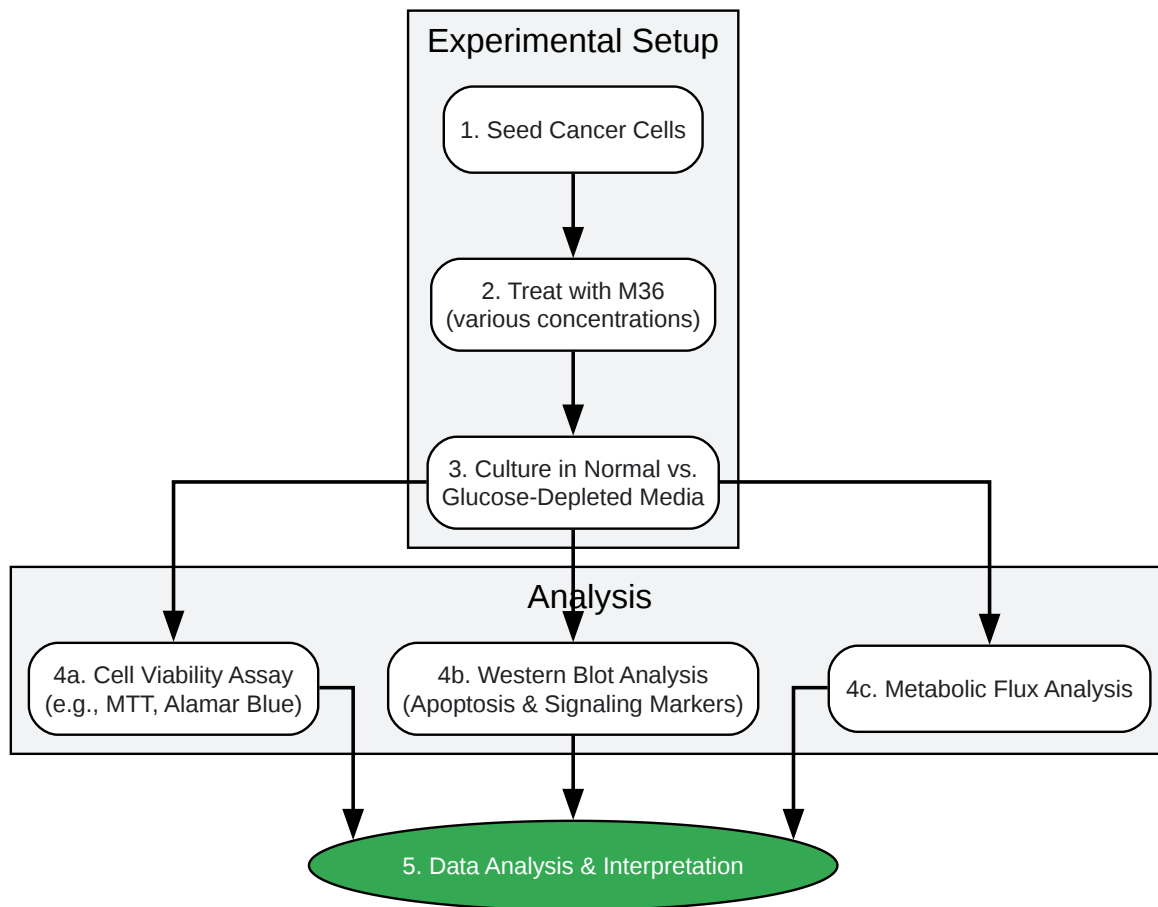 Experimental Setup
1. Seed Cancer Cells
2. Treat with M36
(various concentrations)
3. Culture in Normal vs.
Glucose-Depleted Media
Analysis
4a. Cell Viability Assay
(e.g., MTT, Alamar Blue)
4b. Western Blot Analysis
(Apoptosis & Signaling Markers)
4c. Metabolic Flux Analysis
5. Data Analysis & Interpretation